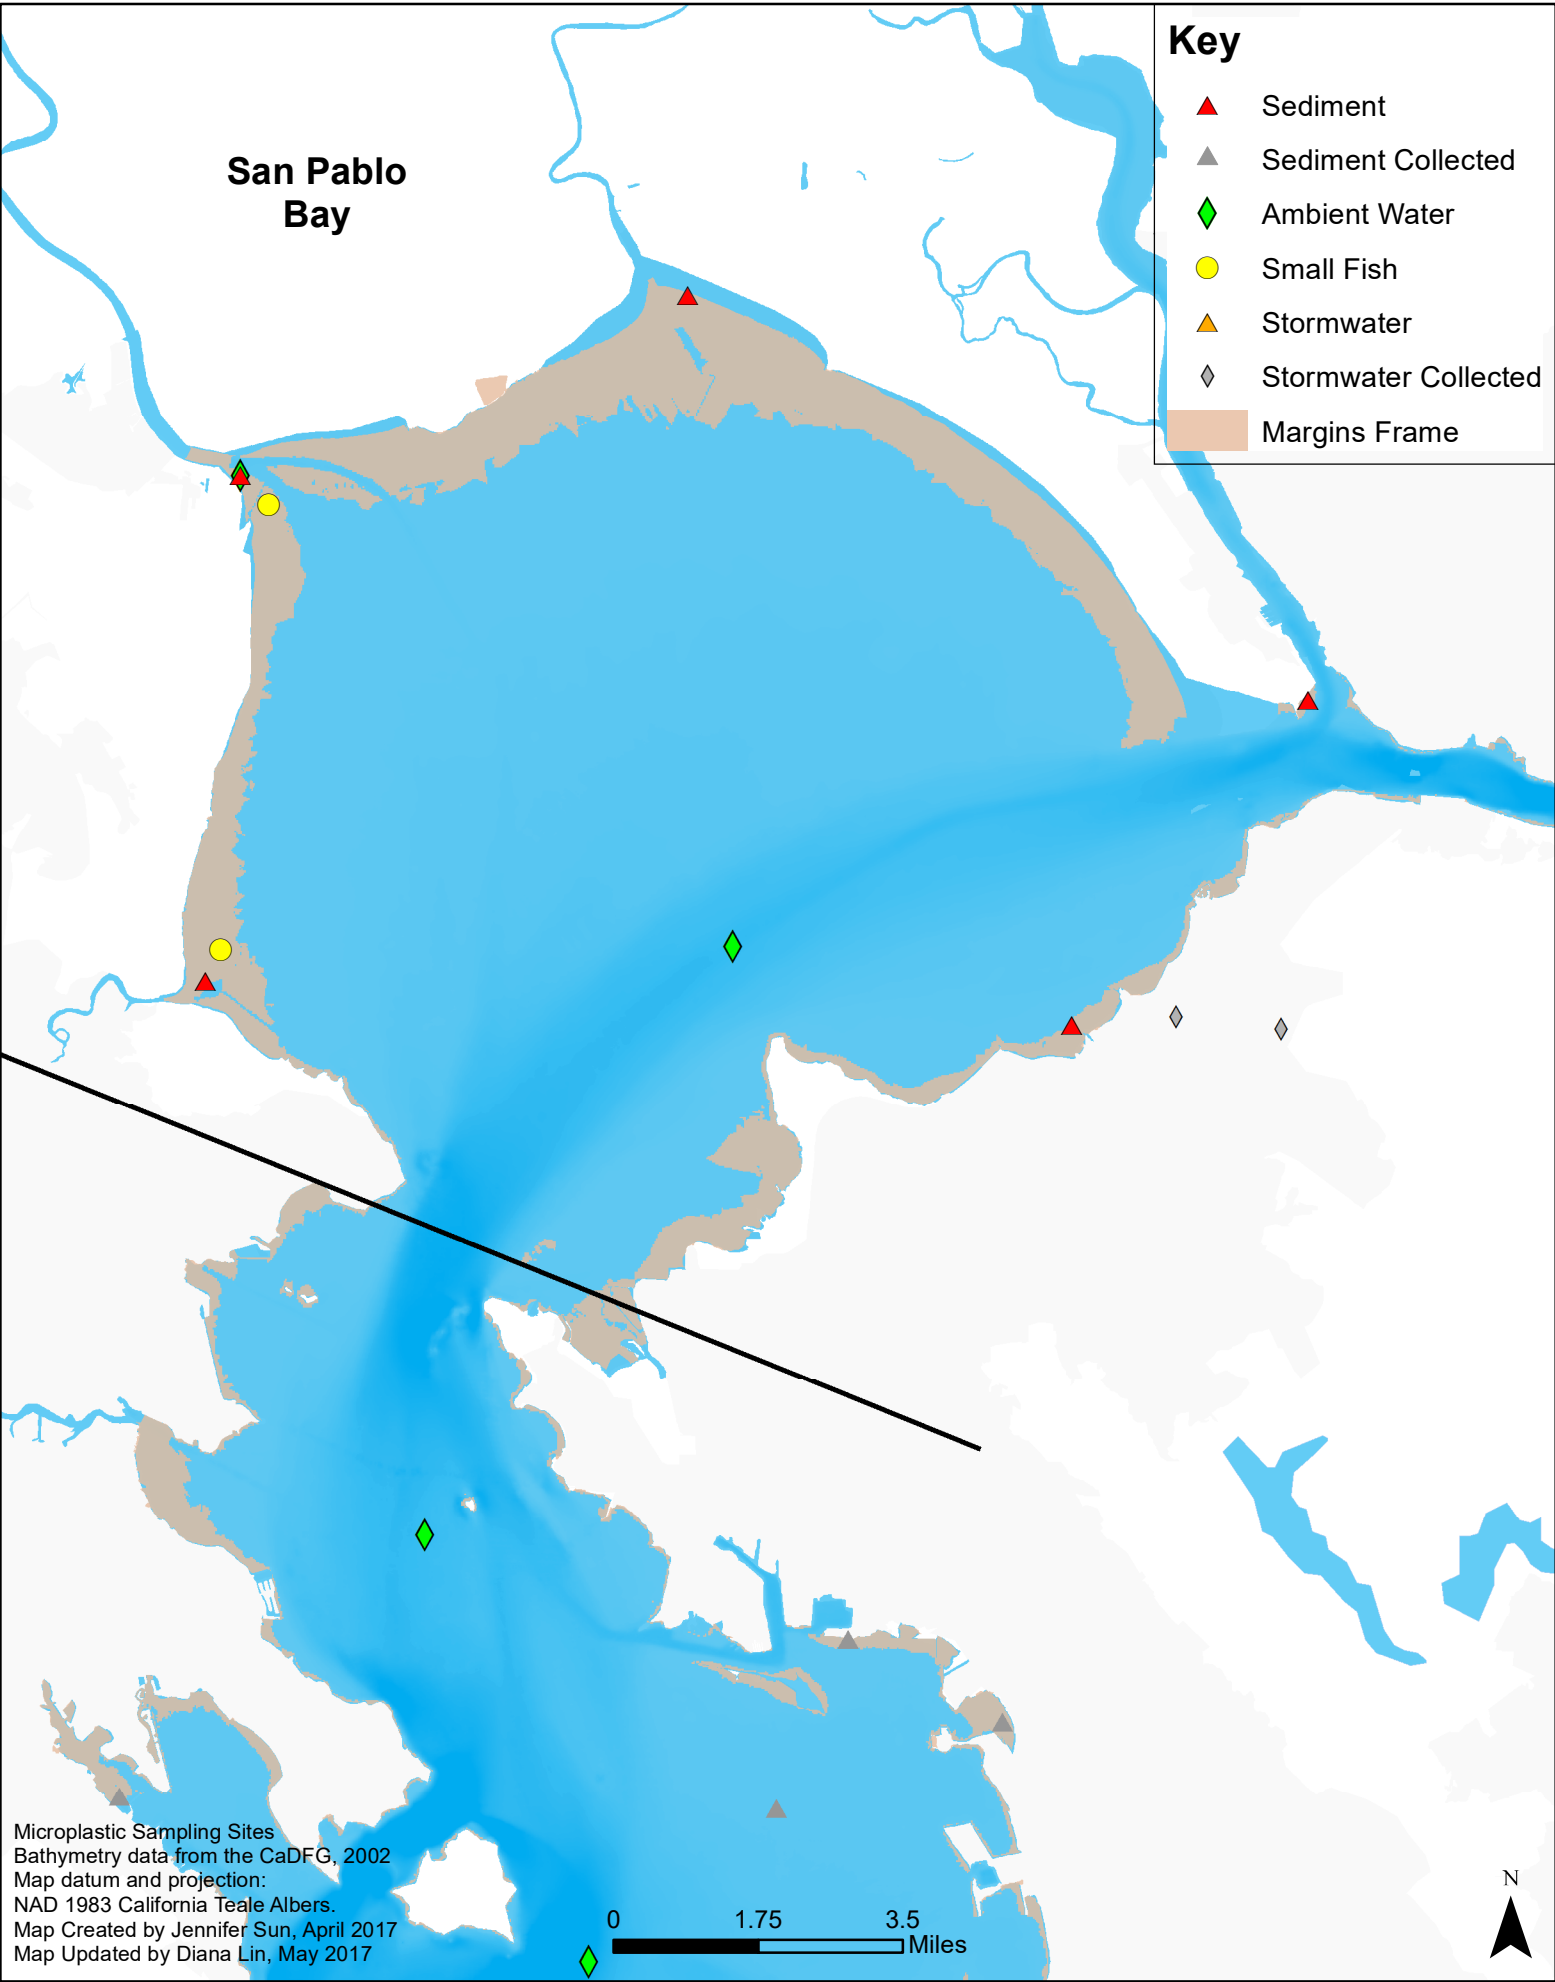 Key
Sediment
Sediment Collected
Ambient Water
Small Fish
Stormwater
Stormwater Collected
Margins Frame
San Pablo
Bay
Microplastic Sampling Sites
Bathymetry data from the CaDFG, 2002
Map datum and projection:
NAD 1983 California Teale Albers.
Map Created by Jennifer Sun, April 2017
Map Updated by Diana Lin, May 2017
0 1.75 3.5
Miles
N